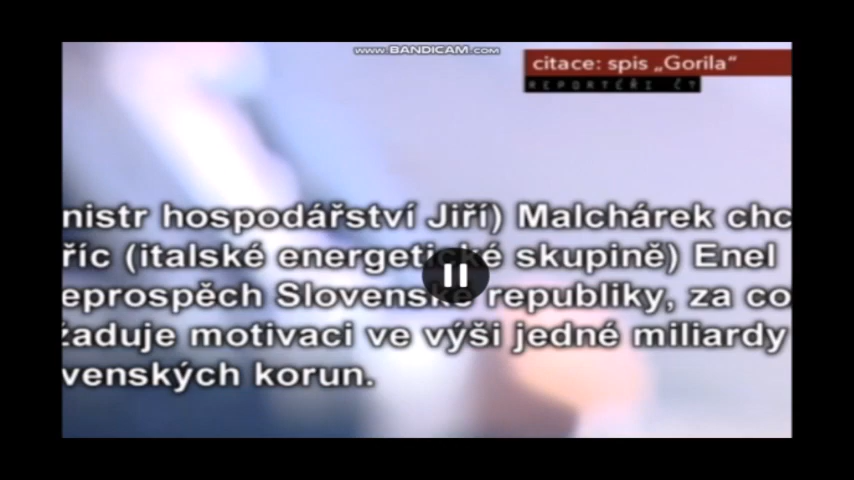 www.BANDICAM.com
citace: spis „Gorila“
REPORTÉŘI ČT
nistr hospodářství Jiří) Malchárek chc
říc (italské energetické skupině) Enel
eprospěch Slovenské republiky, za co
žaduje motivaci ve výši jedné miliardy
venských korun.